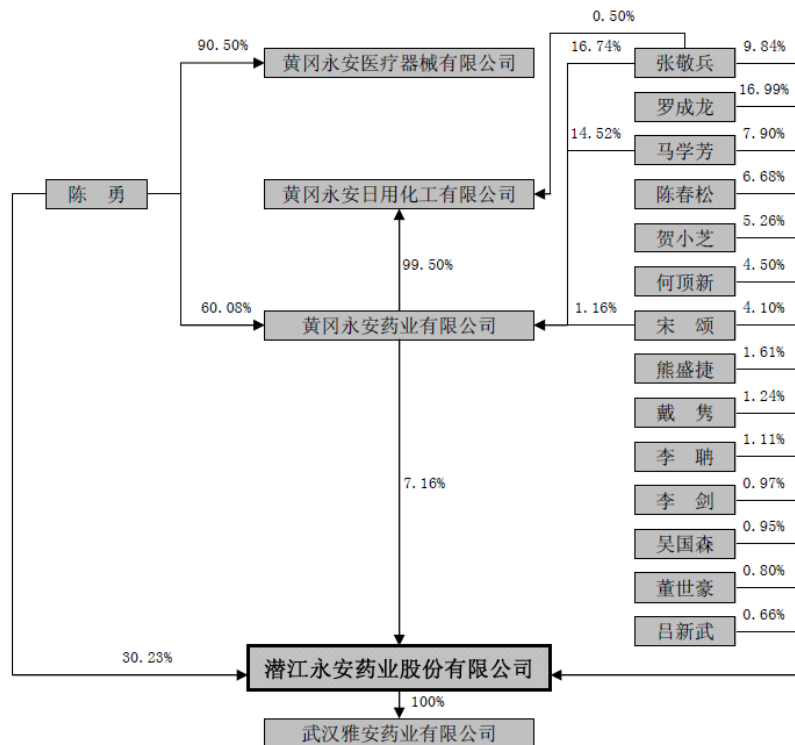 0.50%
90.50%
16.74%
9.84%
黄冈永安医疗器械有限公司
张敬兵
16.99%
罗成龙
14.52%
7.90%
马学芳
6.68%
陈勇
黄冈永安日用化工有限公司
陈春松
5.26%
贺小芝
99.50%
4.50%
何顶新
60.08%
1.16%
4.10%
黄冈永安药业有限公司
宋颂
1.61%
熊盛捷
1.24%
戴隽
1.11%
李聃
7.16%
0.97%
李剑
0.95%
吴国森
0.80%
董世豪
0.66%
吕新武
30.23%
潜江永安药业股份有限公司
100%
武汉雅安药业有限公司